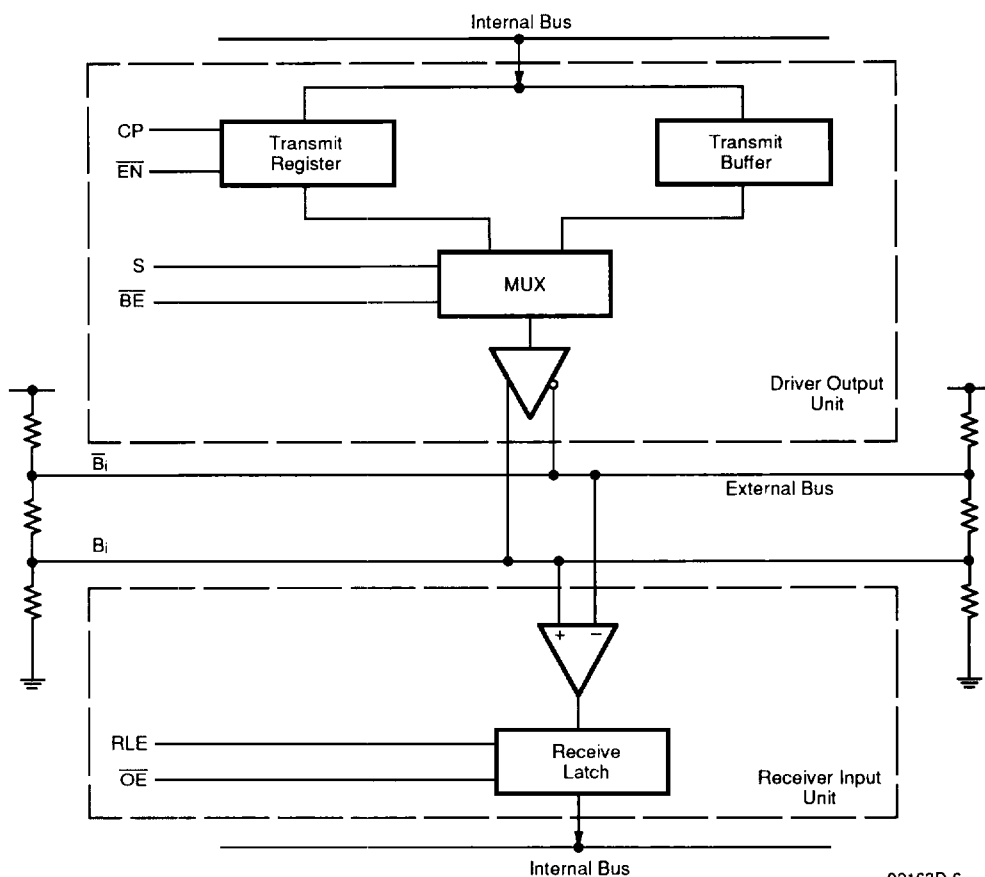 Internal Bus
CP
EN
Transmit
Register
Transmit
Buffer
S
BE
MUX
Driver Output
Unit
B̅i
External Bus
Bi
+ −
RLE
OE
Receive
Latch
Receiver Input
Unit
Internal Bus